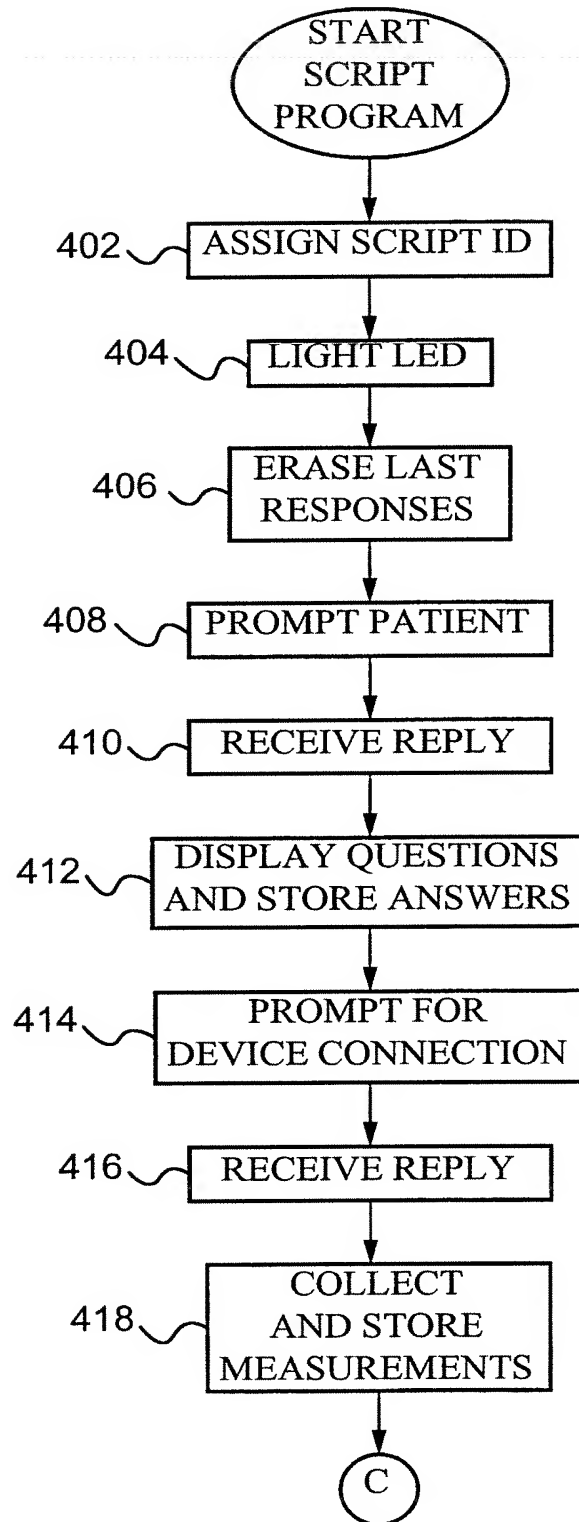 START
SCRIPT
PROGRAM
402 ASSIGN SCRIPT ID
404 LIGHT LED
406 ERASE LAST
RESPONSES
408 PROMPT PATIENT
410 RECEIVE REPLY
412 DISPLAY QUESTIONS
AND STORE ANSWERS
414 PROMPT FOR
DEVICE CONNECTION
416 RECEIVE REPLY
418 COLLECT
AND STORE
MEASUREMENTS
C